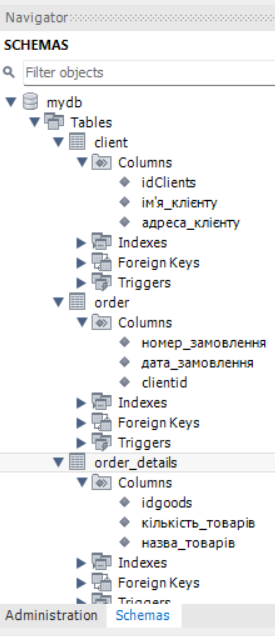 Navigator
SCHEMAS
Filter objects
mydb
Tables
client
Columns
idClients
ім'я_клієнту
адреса_клієнту
Indexes
Foreign Keys
Triggers
order
Columns
номер_замовлення
дата_замовлення
clientid
Indexes
Foreign Keys
Triggers
order_details
Columns
idgoods
кількість_товарів
назва_товарів
Indexes
Foreign Keys
Triggers
Administration Schemas